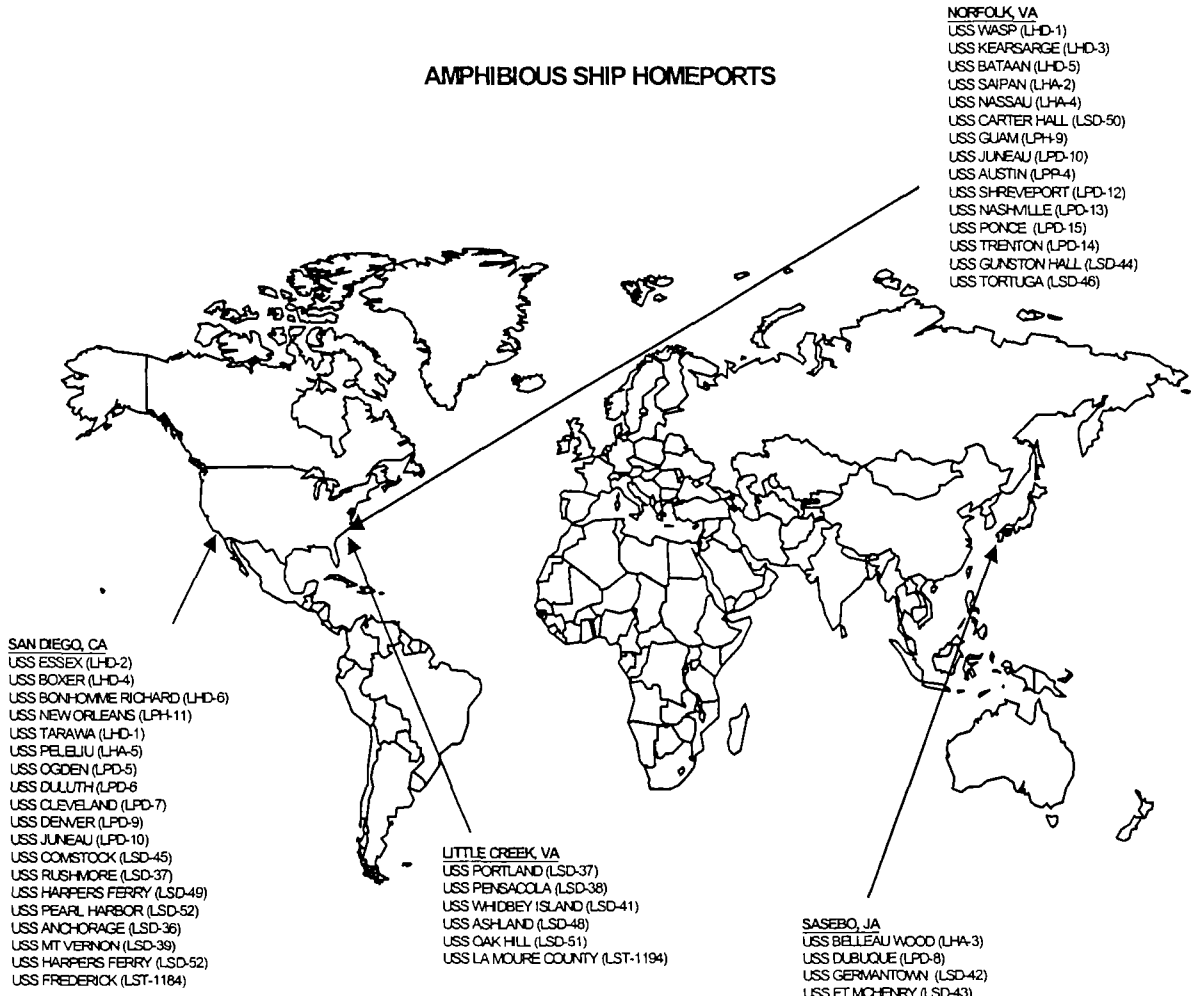 AMPHIBIOUS SHIP HOMEPORTS
NORFOLK, VA
USS WASP (LHD-1)
USS KEARSARGE (LHD-3)
USS BATAAN (LHD-5)
USS SAIPAN (LHA-2)
USS NASSAU (LHA-4)
USS CARTER HALL (LSD-50)
USS GUAM (LPH-9)
USS JUNEAU (LPD-10)
USS AUSTIN (LPP-4)
USS SHREVEPORT (LPD-12)
USS NASHVILLE (LPD-13)
USS PONCE (LPD-15)
USS TRENTON (LPD-14)
USS GUNSTON HALL (LSD-44)
USS TORTUGA (LSD-46)
SAN DIEGO, CA
USS ESSEX (LHD-2)
USS BOXER (LHD-4)
USS BONHOMME RICHARD (LHD-6)
USS NEW ORLEANS (LPH-11)
USS TARAWA (LHD-1)
USS PELELIU (LHA-5)
USS OGDEN (LPD-5)
USS DULUTH (LPD-6
USS CLEVELAND (LPD-7)
USS DENVER (LPD-9)
USS JUNEAU (LPD-10)
USS COMSTOCK (LSD-45)
USS RUSHMORE (LSD-37)
USS HARPERS FERRY (LSD-49)
USS PEARL HARBOR (LSD-52)
USS ANCHORAGE (LSD-36)
USS MT VERNON (LSD-39)
USS HARPERS FERRY (LSD-52)
USS FREDERICK (LST-1184)
LITTLE CREEK, VA
USS PORTLAND (LSD-37)
USS PENSACOLA (LSD-38)
USS WHIDBEY ISLAND (LSD-41)
USS ASHLAND (LSD-48)
USS OAK HILL (LSD-51)
USS LA MOURE COUNTY (LST-1194)
SASEBO, JA
USS BELLEAU WOOD (LHA-3)
USS DUBUQUE (LPD-8)
USS GERMANTOWN (LSD-42)
USS FT MCHENRY (LSD-43)